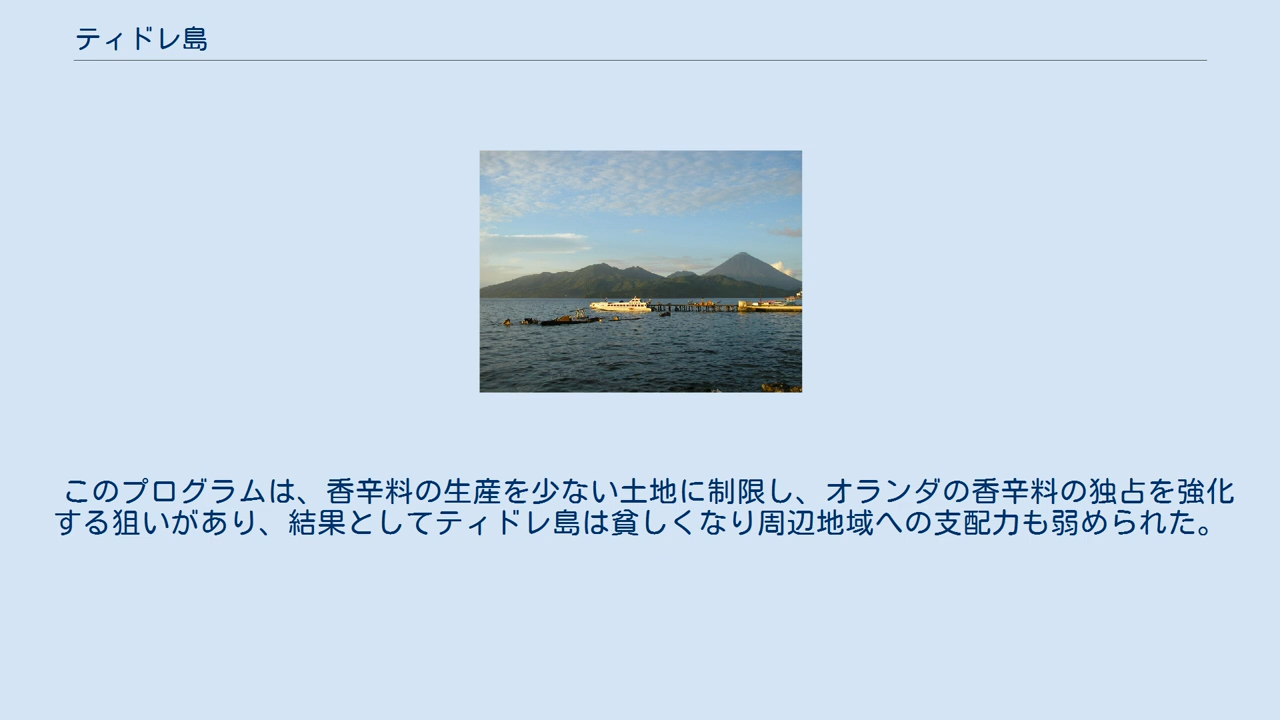 ティドレ島
このプログラムは、香辛料の生産を少ない土地に制限し、オランダの香辛料の独占を強化
する狙いがあり、結果としてティドレ島は貧しくなり周辺地域への支配力も弱められた。